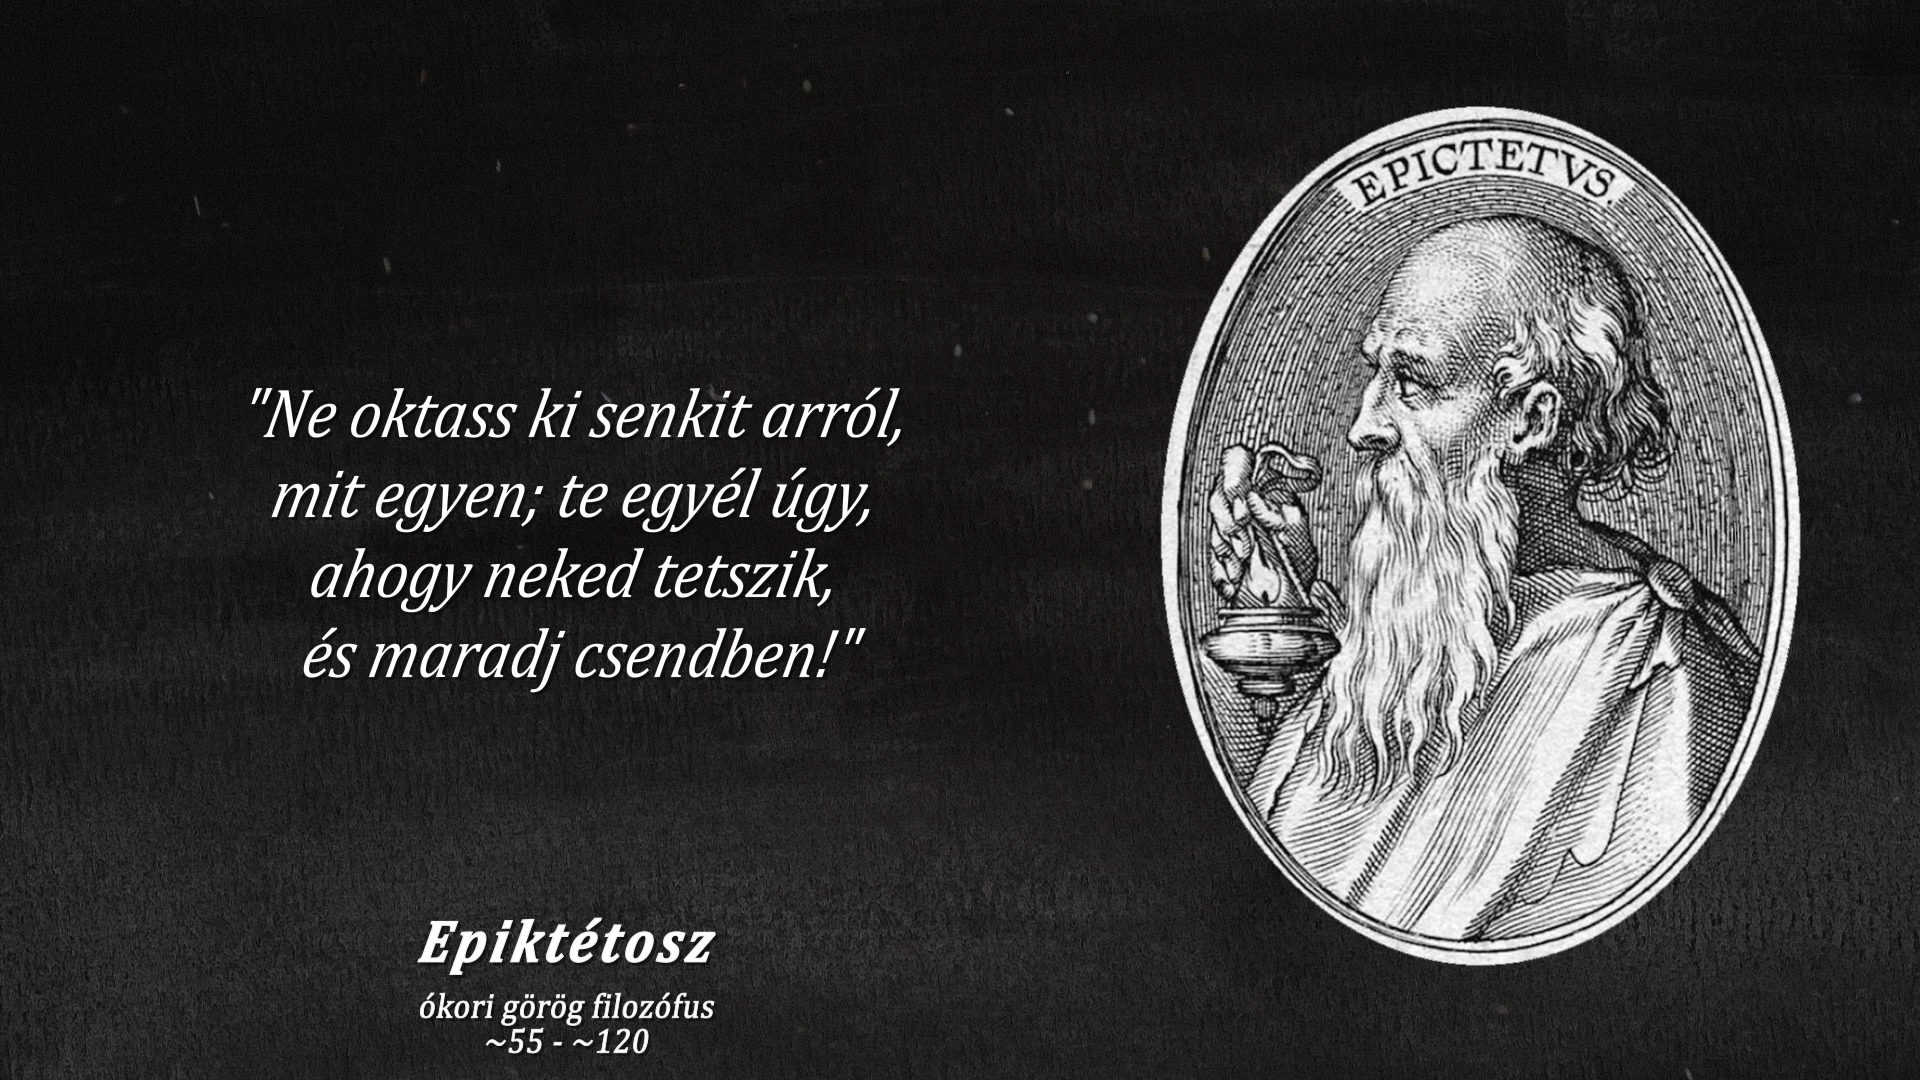 "Ne oktass ki senkit arról,
mit egyen; te egyél úgy,
ahogy neked tetszik,
és maradj csendben!"
Epiktétosz
ókori görög filozófus
~55 - ~120
EPICTETVS.